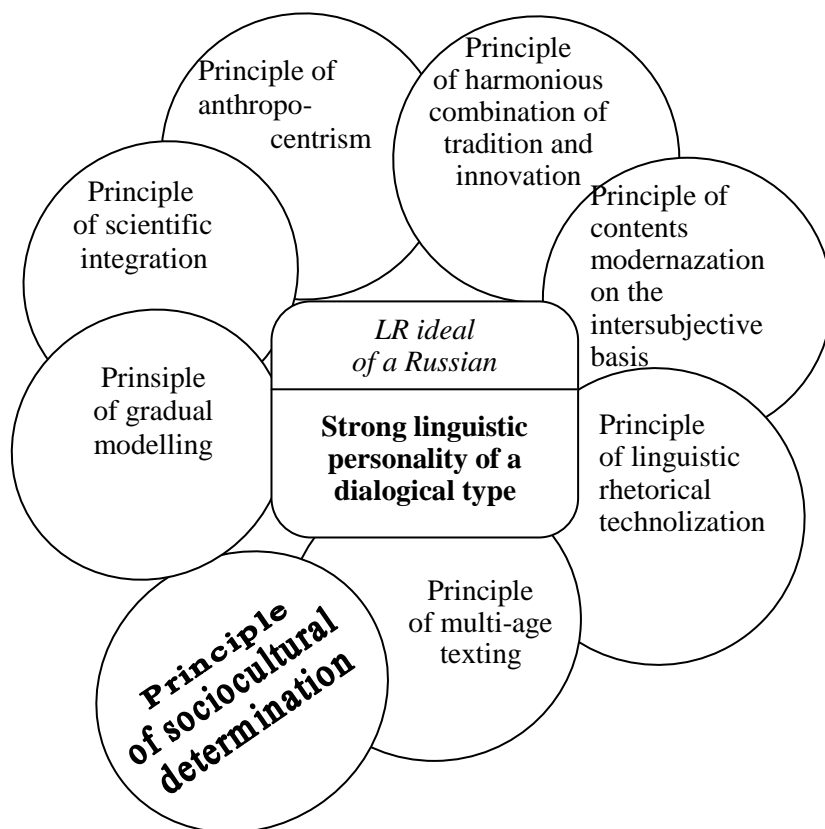 Principle of
anthropo-
centrism
Principle
of harmonious
combination of
tradition and
innovation
Principle
of scientific
integration
Principle of
contents
modernazation
on the
intersubjective
basis
LR ideal
of a Russian
Prinsiple
of gradual
modelling
Strong linguistic
personality of a
dialogical type
Principle
of linguistic
rhetorical
technolization
Principle
of multi-age
texting
Principle
of sociocultural
determination